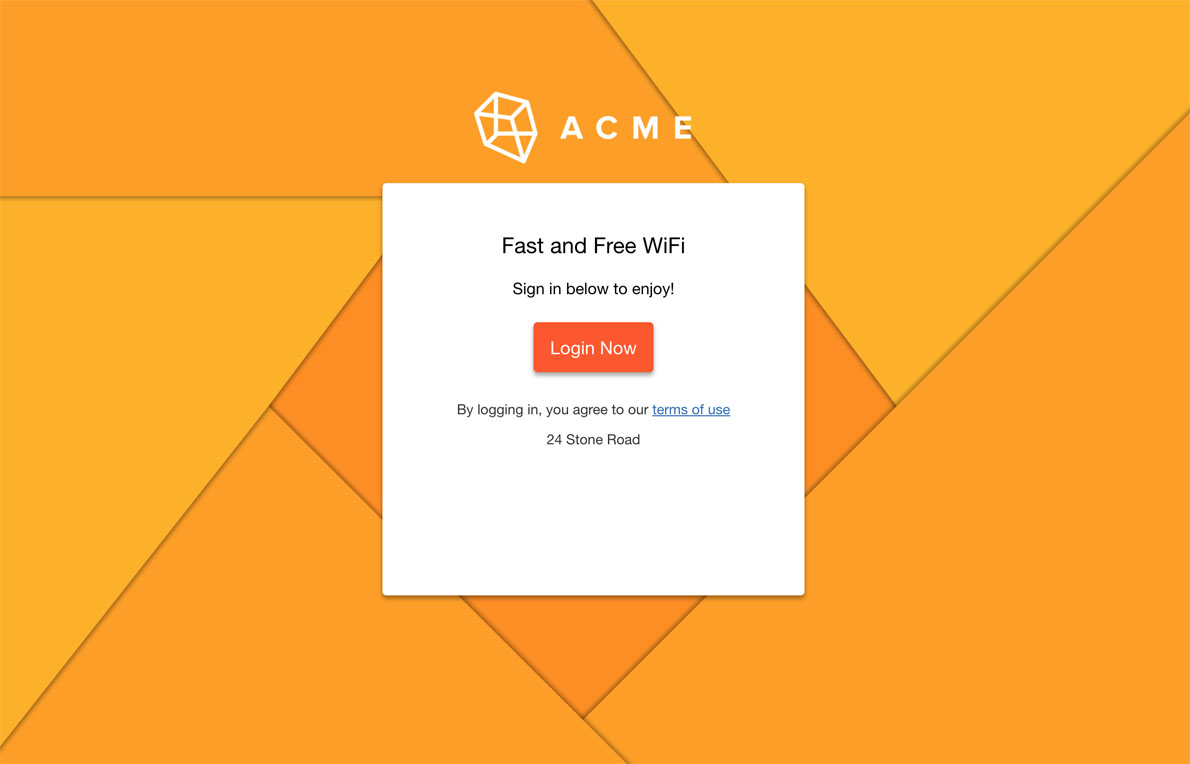 ACME
Fast and Free WiFi
Sign in below to enjoy!
Login Now
By logging in, you agree to our terms of use
24 Stone Road